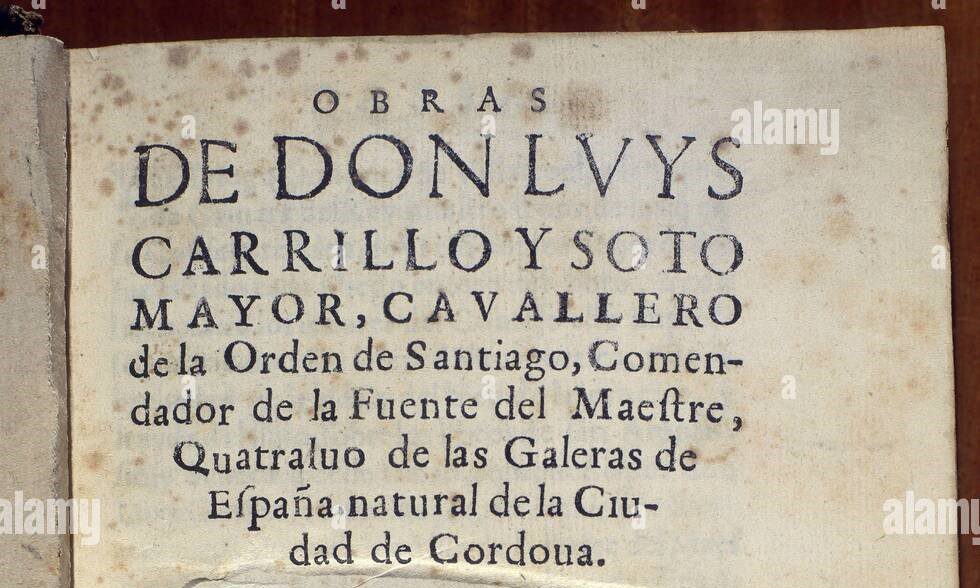 OBRAS
DE DON LVYS
CARRILLO Y SOTO
MAYOR, CAVALLERO
de la Orden de Santiago, Comen-
dador de la Fuente del Maeſtre,
Quatraluo de las Galeras de
Eſpaña natural de la Ciu-
dad de Cordoua.